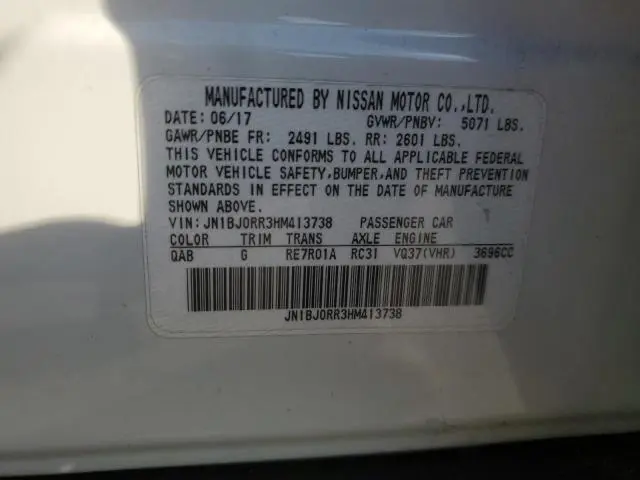 MANUFACTURED BY NISSAN MOTOR CO.,LTD.
DATE: 06/17 GVWR/PNBV: 5071 LBS.
GAWR/PNBE FR: 2491 LBS. RR: 2601 LBS.
THIS VEHICLE CONFORMS TO ALL APPLICABLE FEDERAL
MOTOR VEHICLE SAFETY,BUMPER,AND THEFT PREVENTION
STANDARDS IN EFFECT ON THE DATE OF MANUFACTURE
SHOWN ABOVE.
VIN: JN1BJ0RR3HM413738 PASSENGER CAR
COLOR TRIM TRANS AXLE ENGINE
QAB G RE7R01A RC31 VQ37(VHR) 3696CC
JN1BJ0RR3HM413738